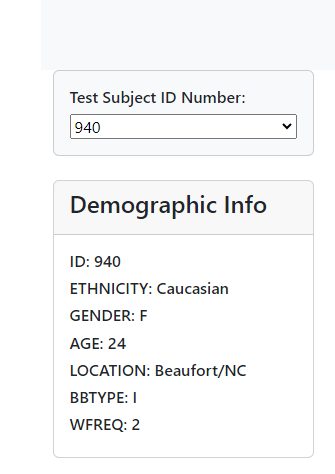 Test Subject ID Number:
940
Demographic Info
ID: 940
ETHNICITY: Caucasian
GENDER: F
AGE: 24
LOCATION: Beaufort/NC
BBTYPE: I
WFREQ: 2